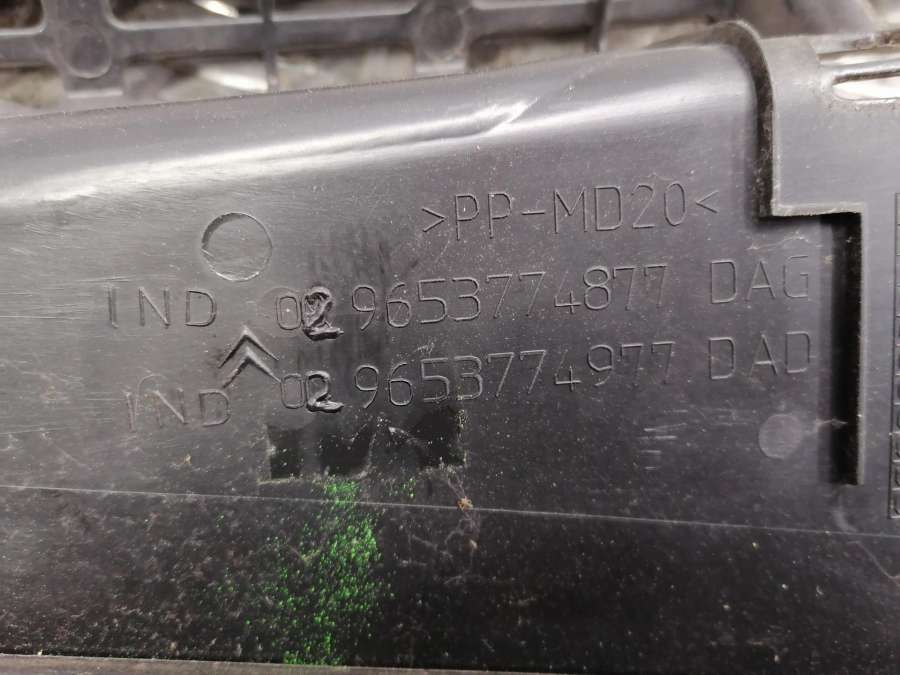 >PP-MD20<
IND 02 9653774877 DAG
IND 02 9653774977 DAD